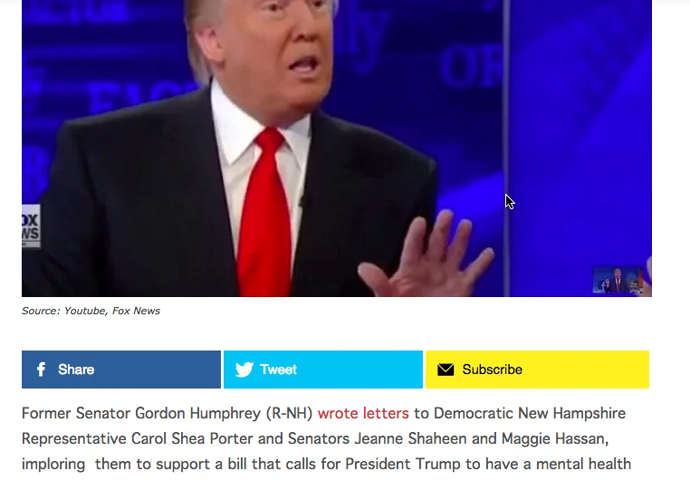 OR
Source: Youtube, Fox News
Share
Tweet
Subscribe
Former Senator Gordon Humphrey (R-NH) wrote letters to Democratic New Hampshire
Representative Carol Shea Porter and Senators Jeanne Shaheen and Maggie Hassan,
imploring them to support a bill that calls for President Trump to have a mental health